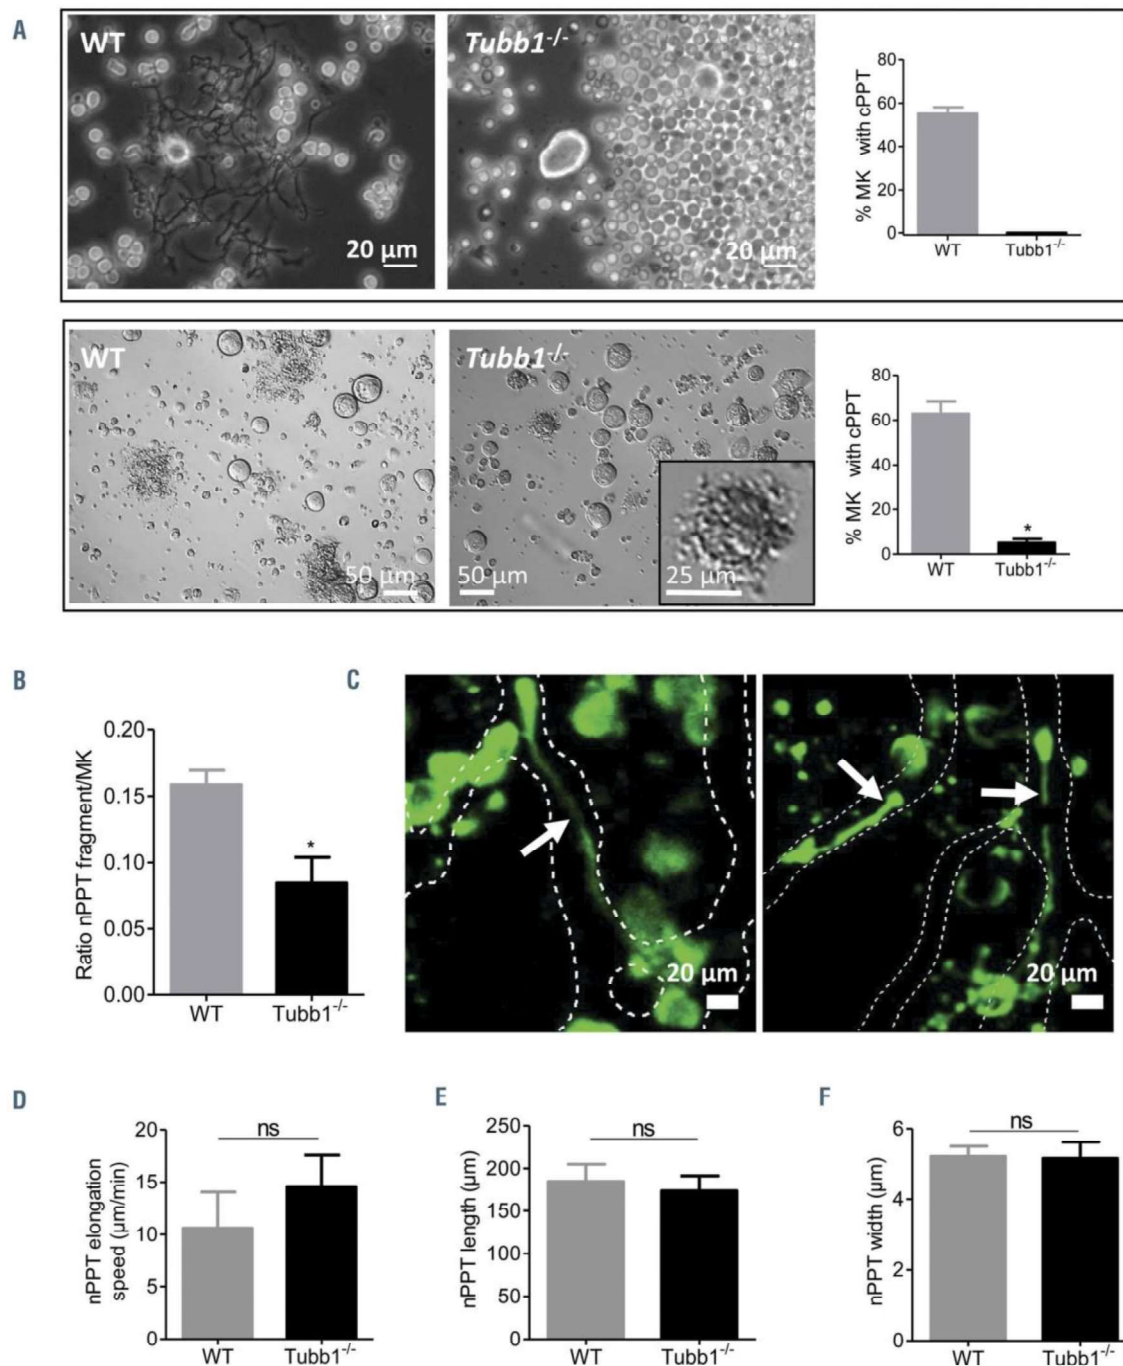 A
WT
20 µm
Tubb1-/-
20 µm
% MK with cPPT
80
60
40
20
0
WT
Tubb1-/-
WT
50 µm
Tubb1-/-
50 µm
25 µm
% MK with cPPT
80
60
40
20
0
*
WT
Tubb1-/-
B
Ratio nPPT fragment/MK
0.20
0.15
0.10
0.05
0.00
*
WT
Tubb1-/-
C
20 µm
20 µm
D
nPPT elongation
speed (µm/min)
20
15
10
5
0
ns
WT
Tubb1-/-
E
nPPT length (µm)
250
200
150
100
50
0
ns
WT
Tubb1-/-
F
nPPT width (µm)
6
4
2
0
ns
WT
Tubb1-/-